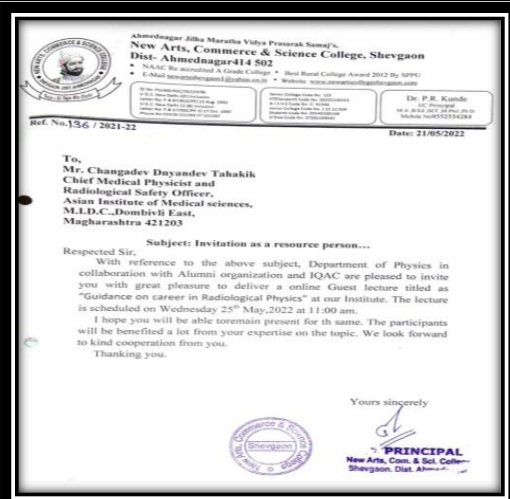 Ahmednagar Jilha Maratha Vidya Prasarak Samaj's,
New Arts, Commerce & Science College, Shevgaon
Dist- Ahmednagar414 502
• NAAC Re accredited A Grade College • Best Rural College Award 2012 By SPPU
• E-Mail • Website
Dr. P.R. Kunde
I/C Principal
Ref. No.136 / 2021-22
Date: 21/05/2022
To,
Mr. Changadev Dnyandev Tahakik
Chief Medical Physicist and
Radiological Safety Officer,
Asian Institute of Medical sciences,
M.I.D.C.,Dombivli East,
Magharashtra 421203
Subject: Invitation as a resource person...
Respected Sir,
With reference to the above subject, Department of Physics in
collaboration with Alumni organization and IQAC are pleased to invite
you with great pleasure to deliver a online Guest lecture titled as
"Guidance on career in Radiological Physics" at our Institute. The lecture
is scheduled on Wednesday 25th May,2022 at 11:00 am.
I hope you will be able toremain present for th same. The participants
will be benefited a lot from your expertise on the topic. We look forward
to kind cooperation from you.
Thanking you.
Yours sincerely
PRINCIPAL
New Arts, Com. & Sci. College
Shevgaon. Dist.
Shevgaon